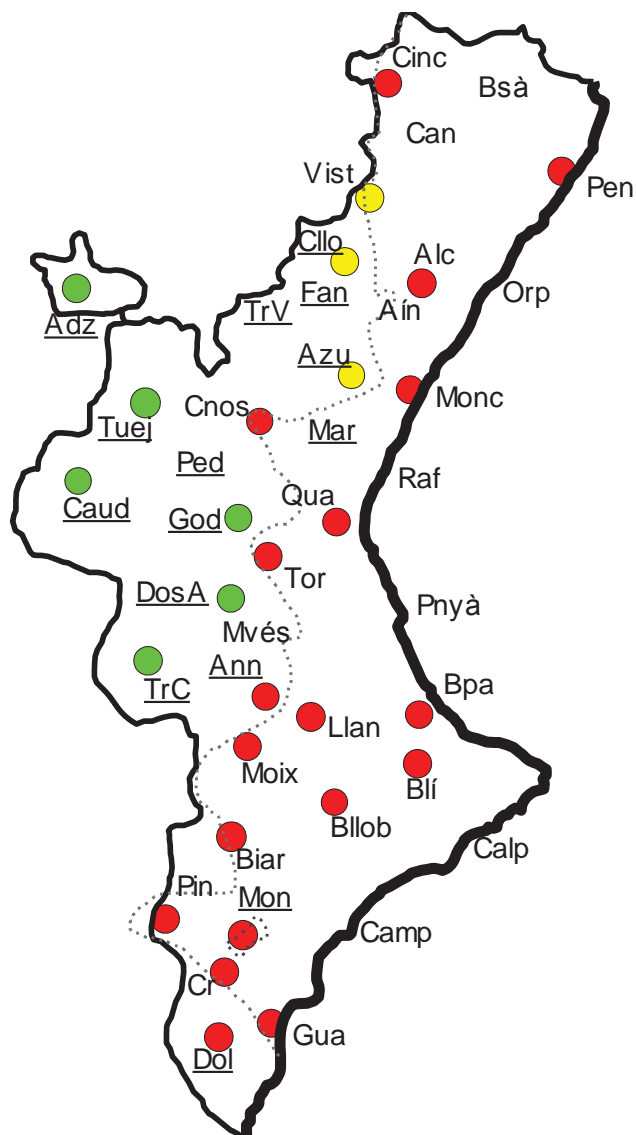 Cinc
Bsà
Can
Vist
Pen
Cllo
Alc
Fan
Orp
TrV
Aín
Adz
Azu
Monc
Cnos
Tuej
Mar
Ped
Raf
Caud
Qua
God
Tor
DosA
Pnyà
Mvés
Ann
TrC
Bpa
Llan
Moix
Blí
Bllob
Calp
Biar
Pin
Mon
Camp
Cr
Gua
Dol